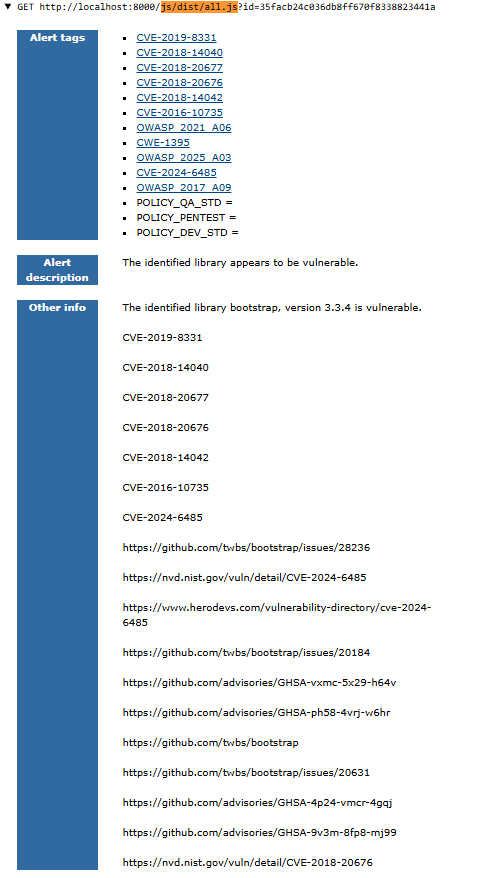 ▼ GET http://localhost:8000/js/dist/all.js?id=35facb24c036db8ff670f8338823441a
Alert tags
▪ CVE-2019-8331
▪ CVE-2018-14040
▪ CVE-2018-20677
▪ CVE-2018-20676
▪ CVE-2018-14042
▪ CVE-2016-10735
▪ OWASP_2021_A06
▪ CWE-1395
▪ OWASP_2025_A03
▪ CVE-2024-6485
▪ OWASP_2017_A09
▪ POLICY_QA_STD =
▪ POLICY_PENTEST =
▪ POLICY_DEV_STD =
Alert
description
The identified library appears to be vulnerable.
Other info
The identified library bootstrap, version 3.3.4 is vulnerable.
CVE-2019-8331
CVE-2018-14040
CVE-2018-20677
CVE-2018-20676
CVE-2018-14042
CVE-2016-10735
CVE-2024-6485
https://github.com/twbs/bootstrap/issues/28236
https://nvd.nist.gov/vuln/detail/CVE-2024-6485
https://www.herodevs.com/vulnerability-directory/cve-2024-
6485
https://github.com/twbs/bootstrap/issues/20184
https://github.com/advisories/GHSA-vxmc-5x29-h64v
https://github.com/advisories/GHSA-ph58-4vrj-w6hr
https://github.com/twbs/bootstrap
https://github.com/twbs/bootstrap/issues/20631
https://github.com/advisories/GHSA-4p24-vmcr-4gqj
https://github.com/advisories/GHSA-9v3m-8fp8-mj99
https://nvd.nist.gov/vuln/detail/CVE-2018-20676